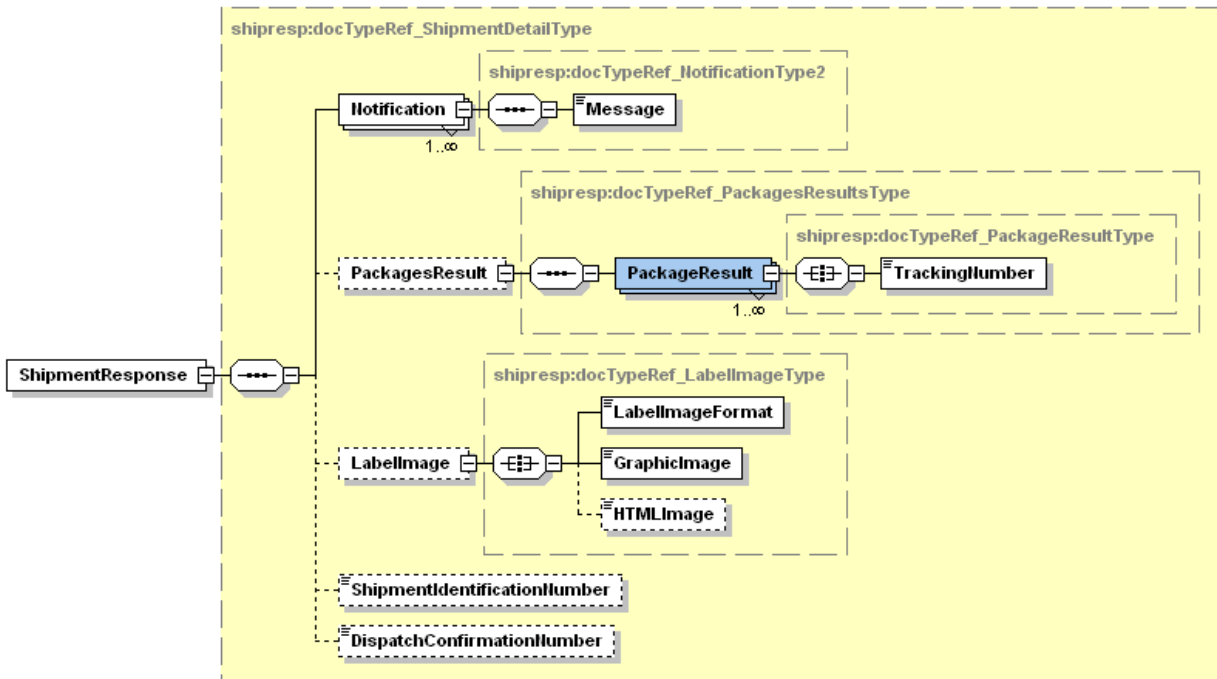 shipresp:docTypeRef_ShipmentDetailType
shipresp:docTypeRef_NotificationType2
Notification
Message
1..∞
shipresp:docTypeRef_PackagesResultsType
shipresp:docTypeRef_PackageResultType
PackagesResult
PackageResult
TrackingNumber
1..∞
ShipmentResponse
shipresp:docTypeRef_LabelImageType
LabelImageFormat
LabelImage
GraphicImage
HTMLImage
ShipmentIdentificationNumber
DispatchConfirmationNumber